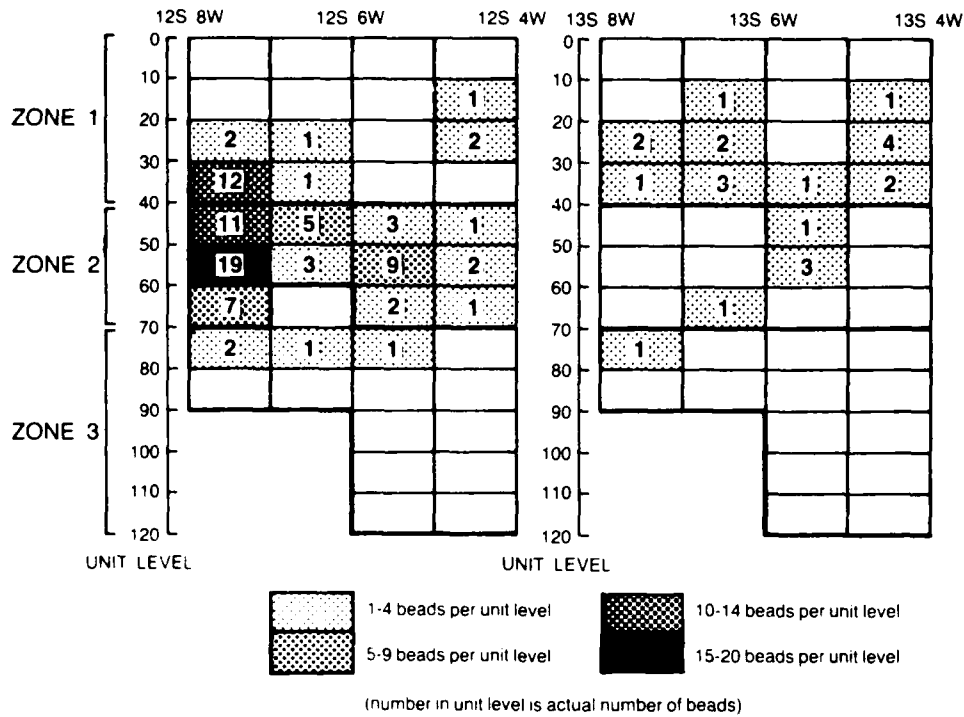 12S 8W 12S 6W 12S 4W 13S 8W 13S 6W 13S 4W
0 0
10 10
ZONE 1 1 1 1
20 20
2 1 2 2 2 4
30 30
12 1 1 3 1 2
40 40
11 5 3 1 1
50 50
ZONE 2 19 3 9 2 3
60 60
7 2 1 1
70 70
2 1 1 1
80 80
90 90
ZONE 3
100 100
110 110
120 120
UNIT LEVEL UNIT LEVEL
1-4 beads per unit level 10-14 beads per unit level
5-9 beads per unit level 15-20 beads per unit level
(number in unit level is actual number of beads)